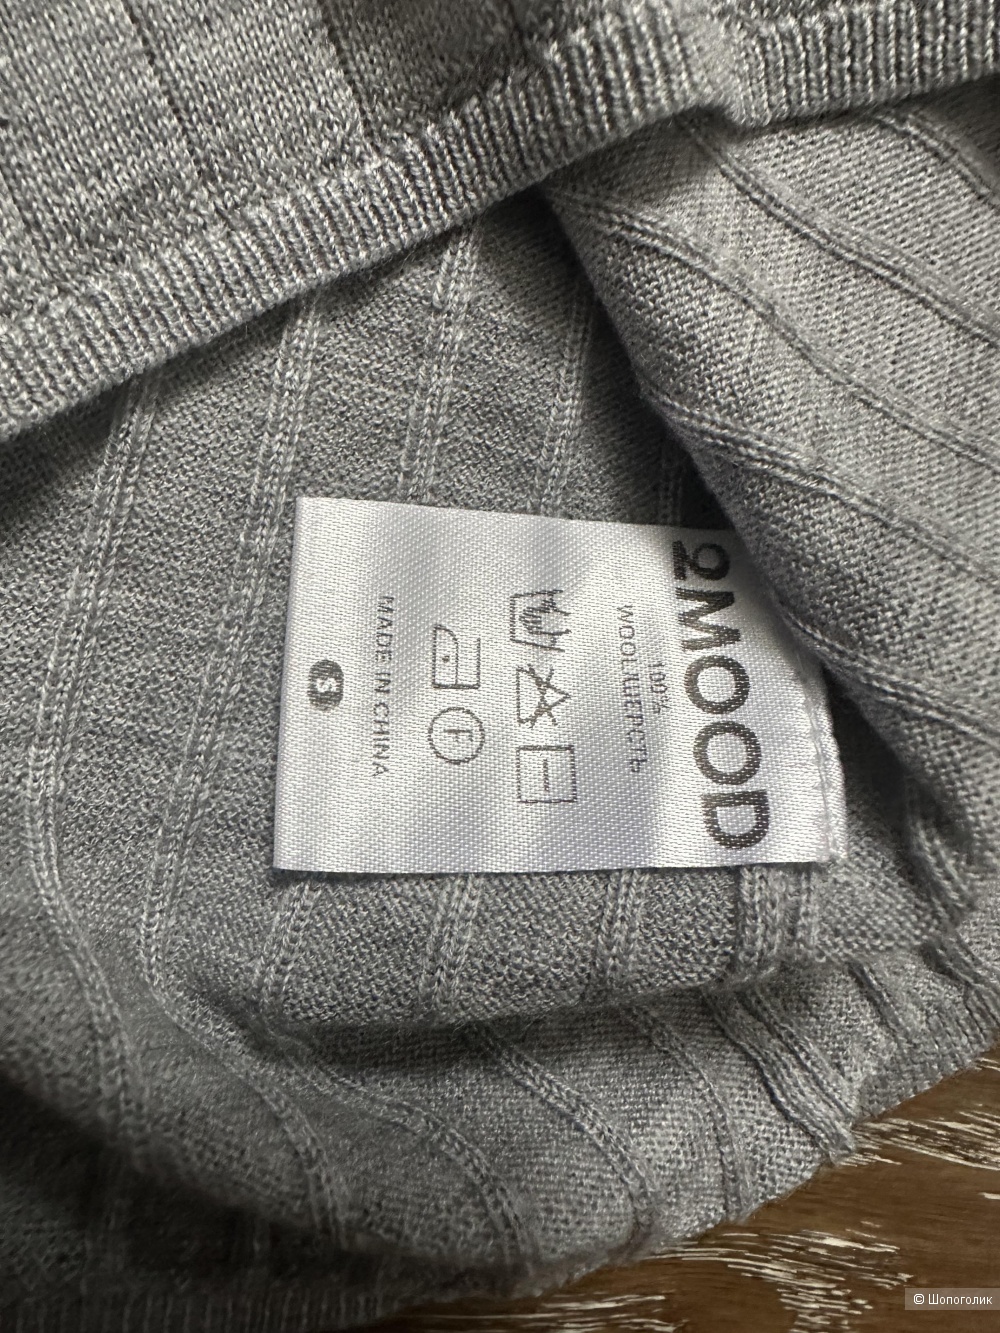 2MOOD
100%
WOOL/ШЕРСТЬ
F
MADE IN CHINA
S
© Шопоголик